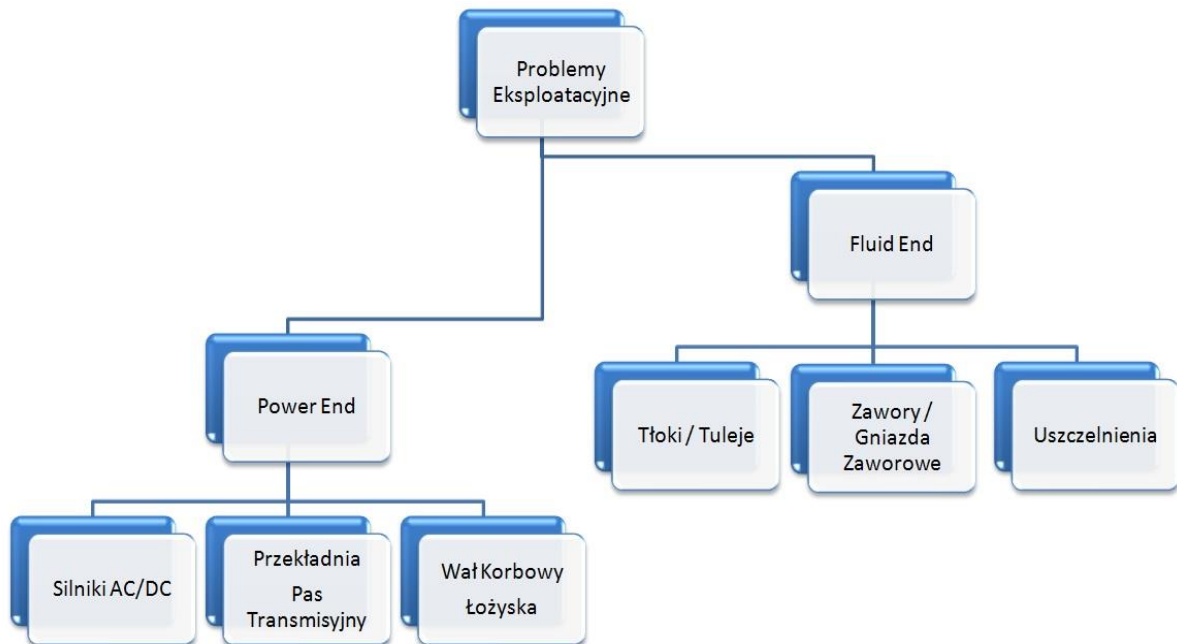 Problemy
Eksploatacyjne
Fluid End
Power End
Tłoki / Tuleje
Zawory /
Gniazda
Zaworowe
Uszczelnienia
Silniki AC/DC
Przekładnia
Pas
Transmisyjny
Wał Korbowy
Łożyska